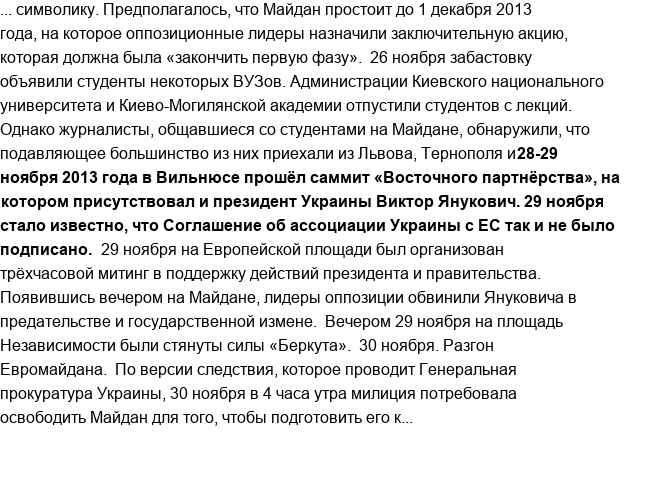 ... символику. Предполагалось, что Майдан простоит до 1 декабря 2013
года, на которое оппозиционные лидеры назначили заключительную акцию,
которая должна была «закончить первую фазу».  26 ноября забастовку
объявили студенты некоторых ВУЗов. Администрации Киевского национального
университета и Киево-Могилянской академии отпустили студентов с лекций.
Однако журналисты, общавшиеся со студентами на Майдане, обнаружили, что
подавляющее большинство из них приехали из Львова, Тернополя и28-29
ноября 2013 года в Вильнюсе прошёл саммит «Восточного партнёрства», на
котором присутствовал и президент Украины Виктор Янукович. 29 ноября
стало известно, что Соглашение об ассоциации Украины с ЕС так и не было
подписано.  29 ноября на Европейской площади был организован
трёхчасовой митинг в поддержку действий президента и правительства.
Появившись вечером на Майдане, лидеры оппозиции обвинили Януковича в
предательстве и государственной измене.  Вечером 29 ноября на площадь
Независимости были стянуты силы «Беркута».  30 ноября. Разгон
Евромайдана.  По версии следствия, которое проводит Генеральная
прокуратура Украины, 30 ноября в 4 часа утра милиция потребовала
освободить Майдан для того, чтобы подготовить его к...